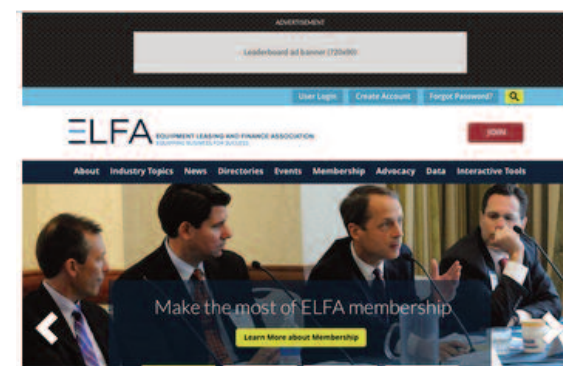 ADVERTISEMENT
Leaderboard ad banner (720x90)
User Login Create Account Forgot Password?
ELFA EQUIPMENT LEASING AND FINANCE ASSOCIATION
EQUIPPING BUSINESS FOR SUCCESS
JOIN
About Industry Topics News Directories Events Membership Advocacy Data Interactive Tools
Make the most of ELFA membership
Learn More about Membership